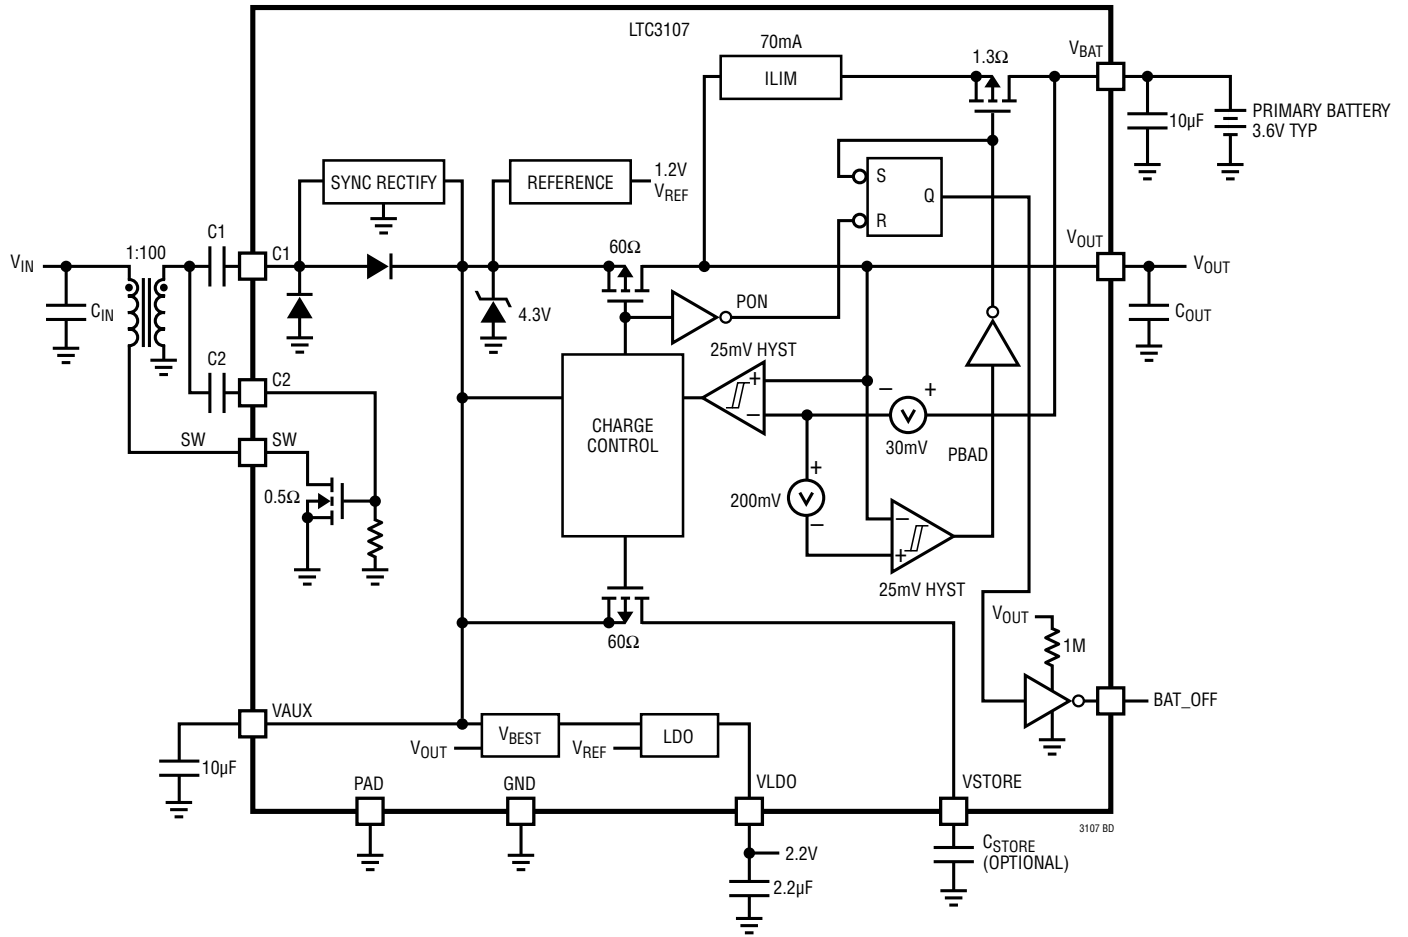 LTC3107
70mA
ILIM
1.3Ω
VBAT
10µF
PRIMARY BATTERY
3.6V TYP
SYNC RECTIFY
REFERENCE
1.2V
VREF
S
Q
R
VIN
1:100
C1
C1
60Ω
VOUT
VOUT
CIN
4.3V
PON
COUT
25mV HYST
C2
C2
+
−
−
+
30mV
CHARGE
CONTROL
SW
SW
PBAD
0.5Ω
+
200mV
−
−
+
25mV HYST
VOUT
1M
60Ω
BAT_OFF
VAUX
VOUT
VBEST
VREF
LDO
10µF
PAD
GND
VLDO
VSTORE
3107 BD
2.2V
CSTORE
(OPTIONAL)
2.2µF